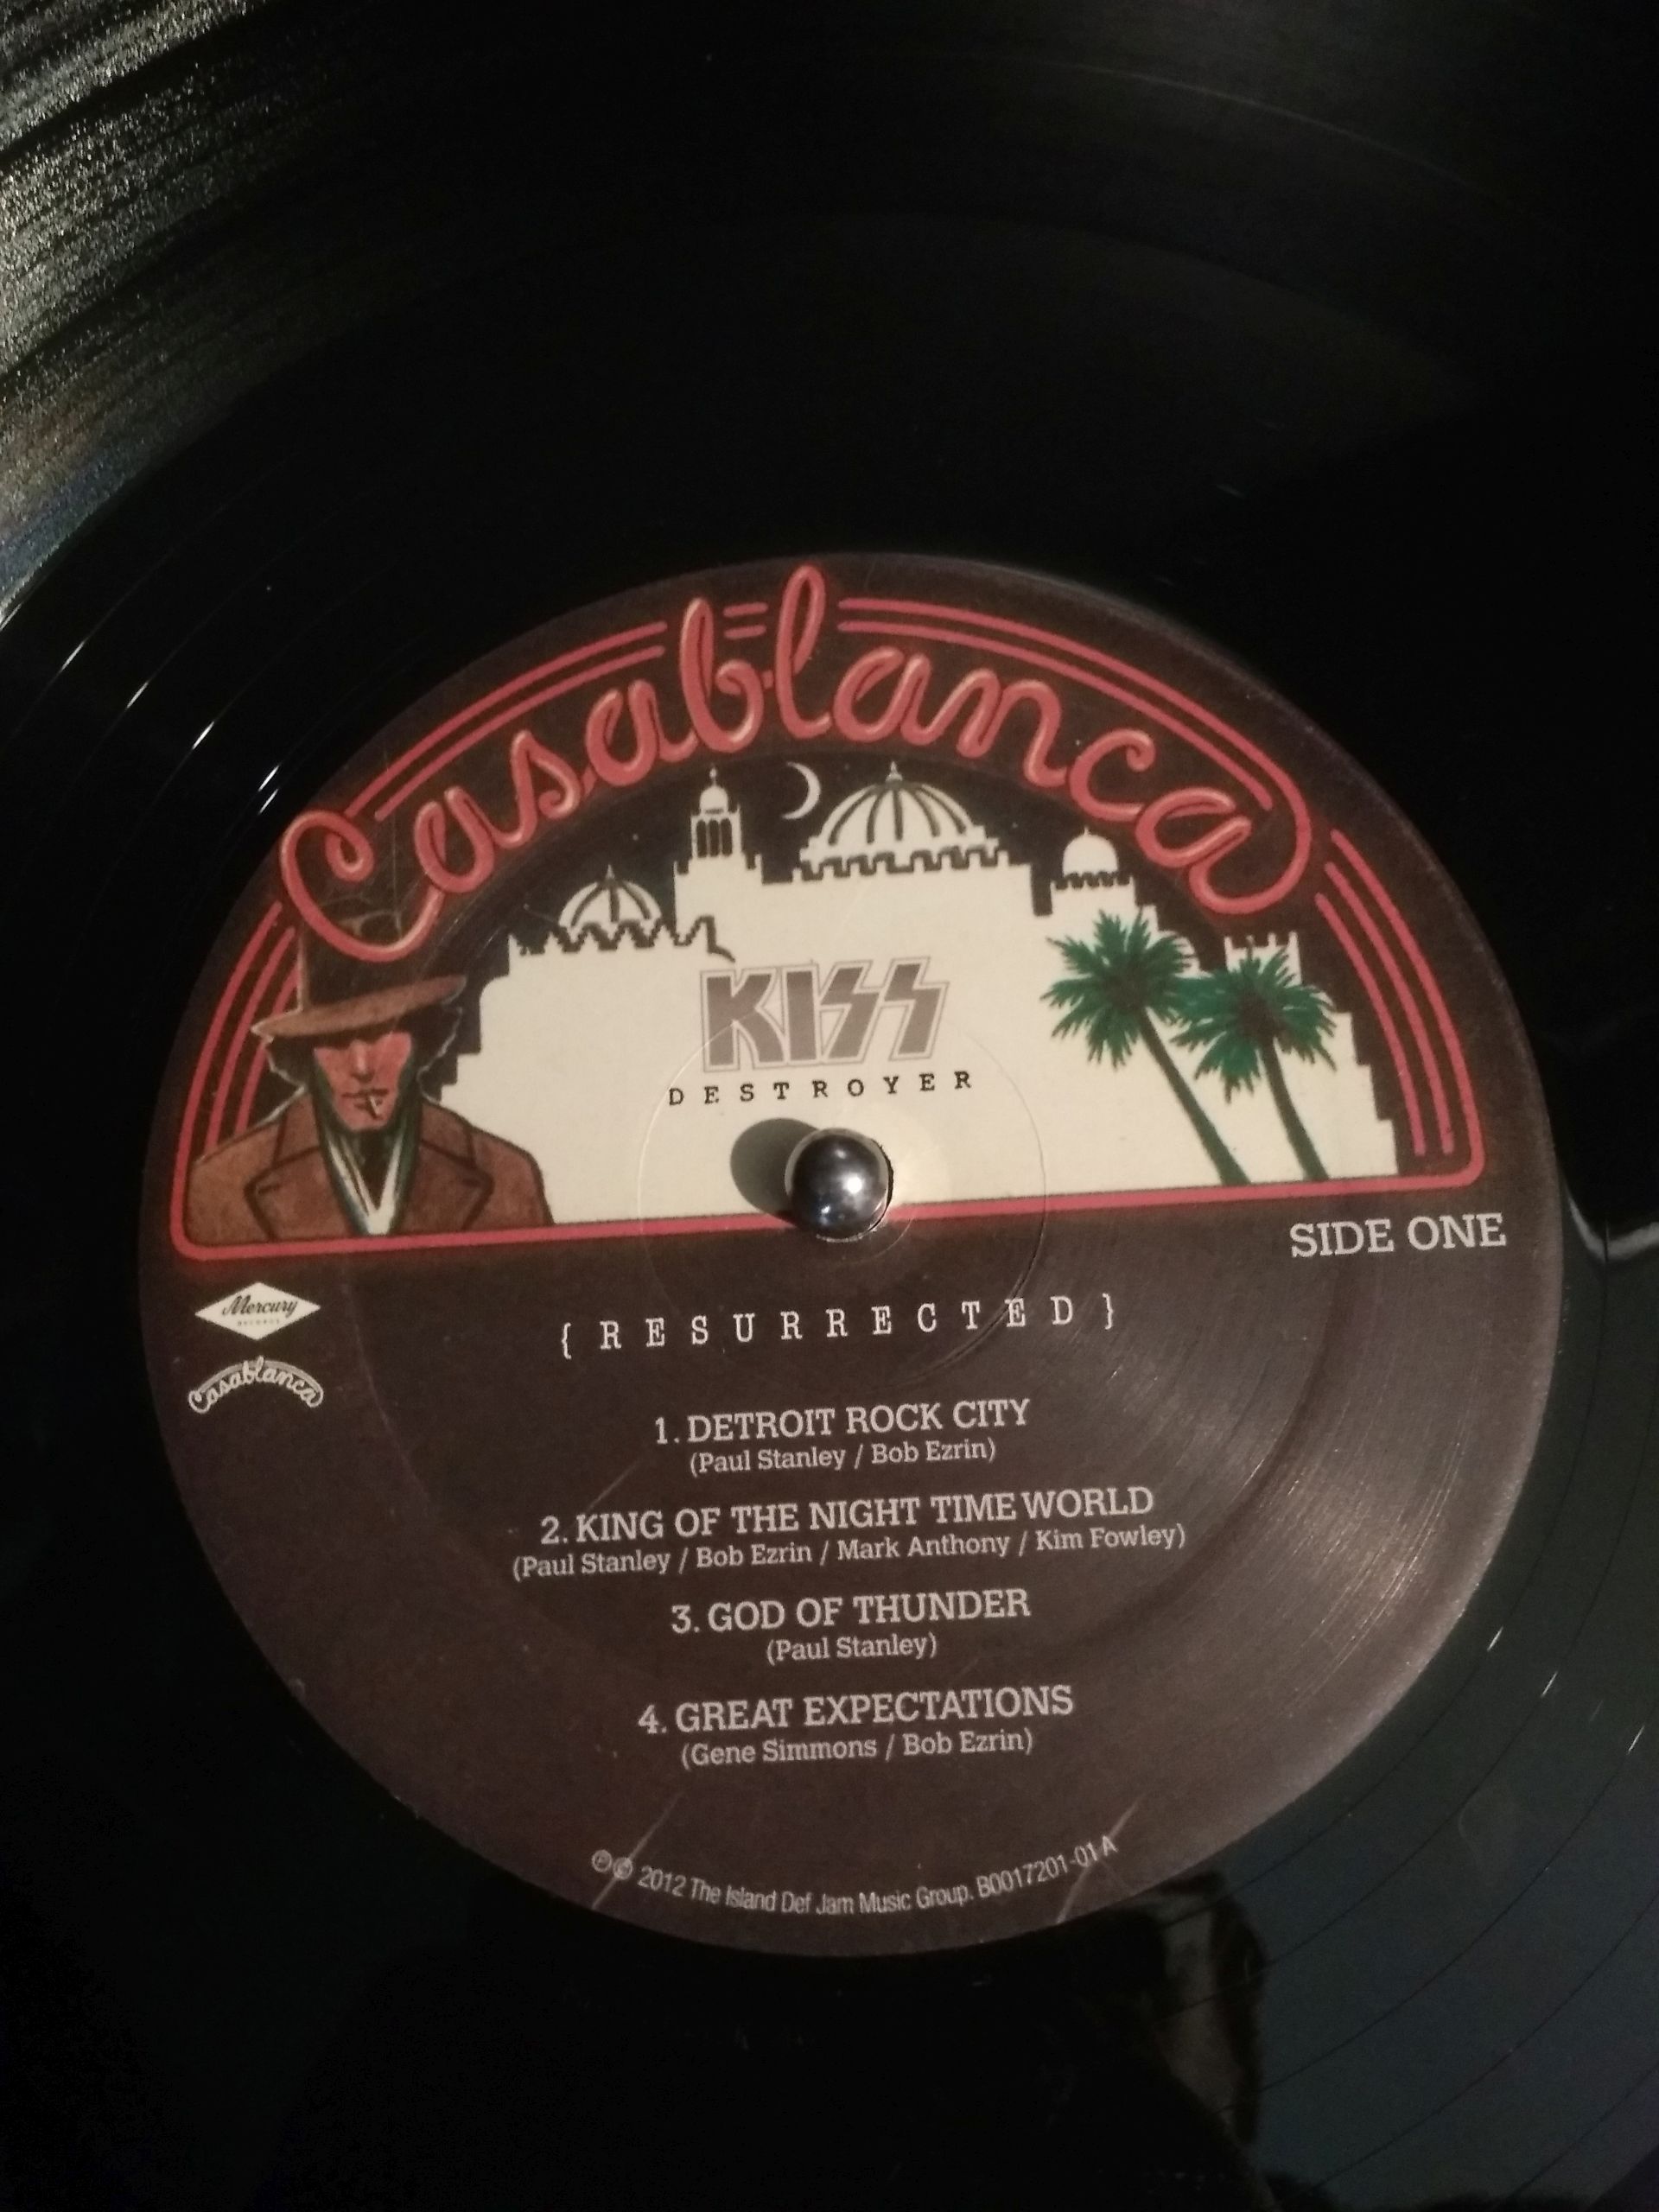 Casablanca
KISS
DESTROYER
SIDE ONE
Mercury
RECORDS
Casablanca
{RESURRECTED}
1. DETROIT ROCK CITY
(Paul Stanley / Bob Ezrin)
2. KING OF THE NIGHT TIME WORLD
(Paul Stanley / Bob Ezrin / Mark Anthony / Kim Fowley)
3. GOD OF THUNDER
(Paul Stanley)
4. GREAT EXPECTATIONS
(Gene Simmons / Bob Ezrin)
℗© 2012 The Island Def Jam Music Group. B0017201-01 A